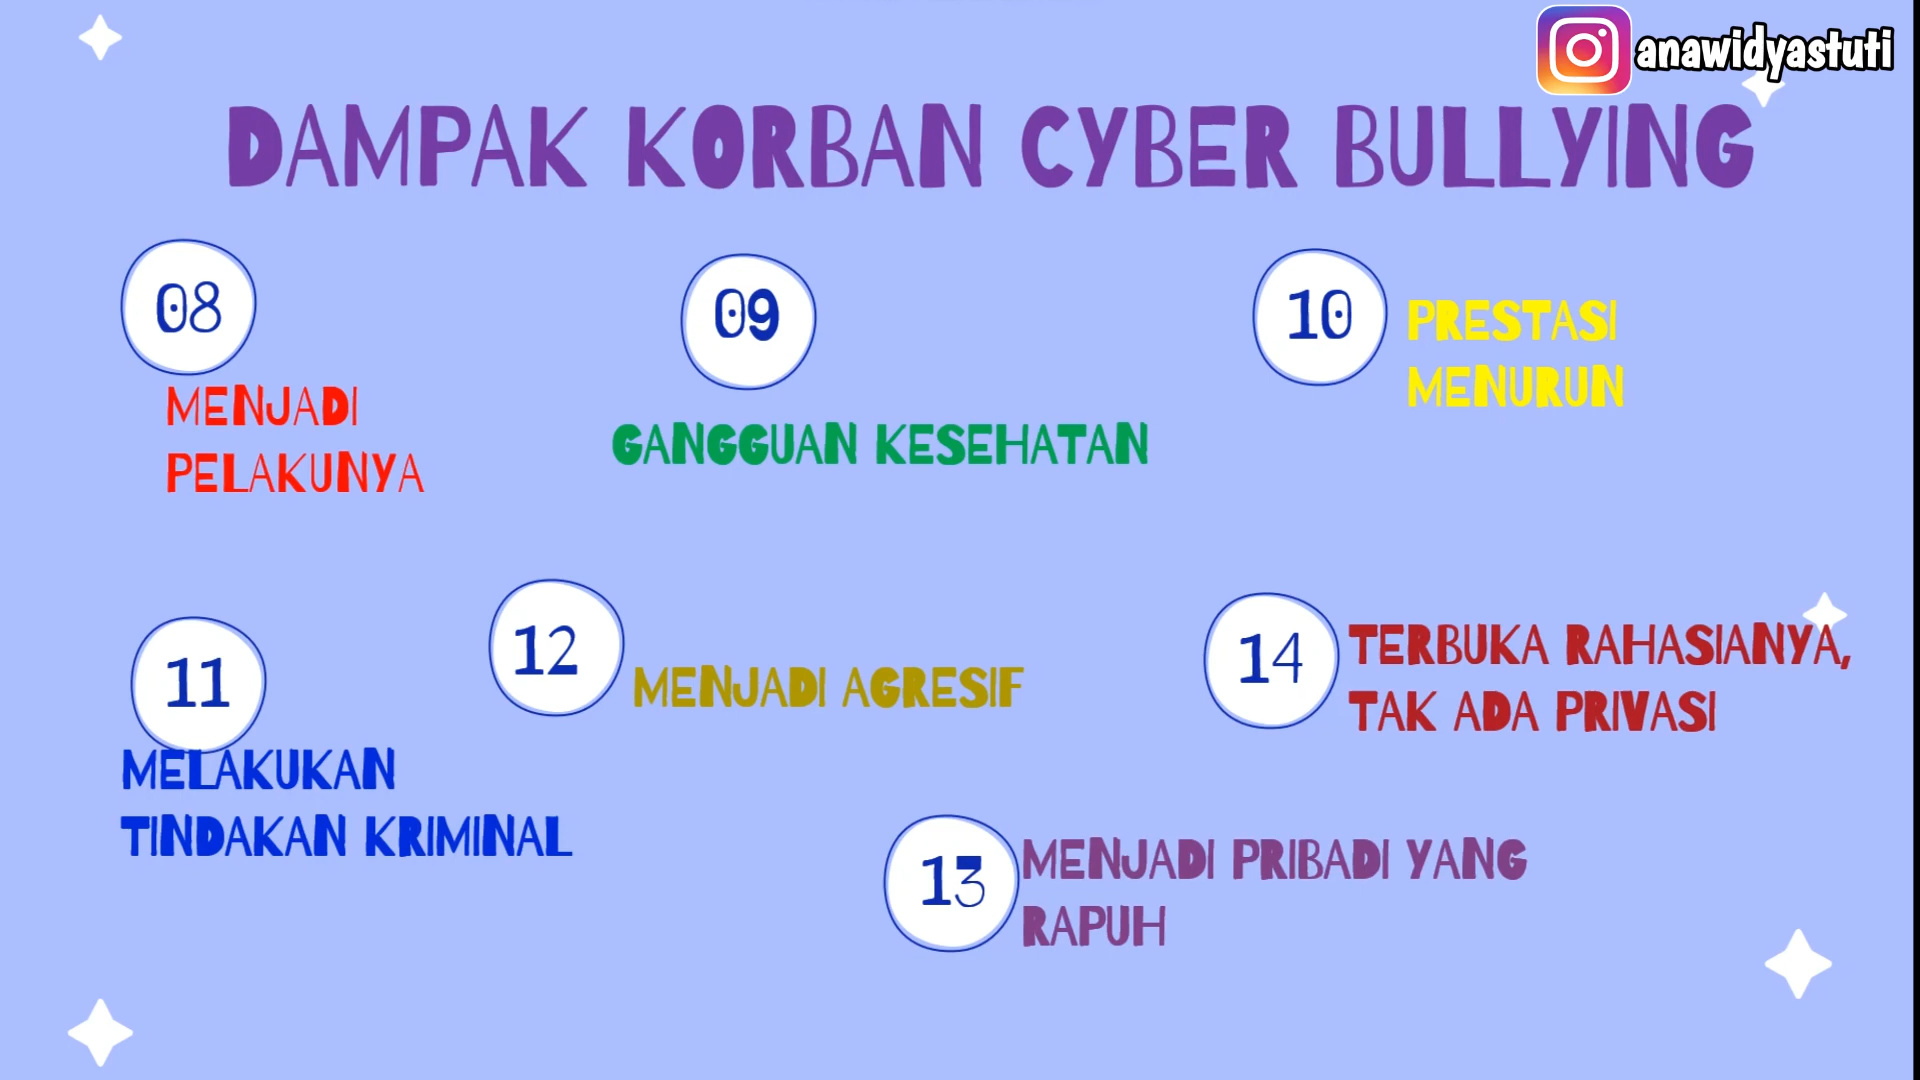 anawidyastuti
DAMPAK KORBAN CYBER BULLYING
08
MENJADI
PELAKUNYA
09
GANGGUAN KESEHATAN
10
PRESTASI
MENURUN
11
MELAKUKAN
TINDAKAN KRIMINAL
12
MENJADI AGRESIF
13
MENJADI PRIBADI YANG
RAPUH
14
TERBUKA RAHASIANYA,
TAK ADA PRIVASI